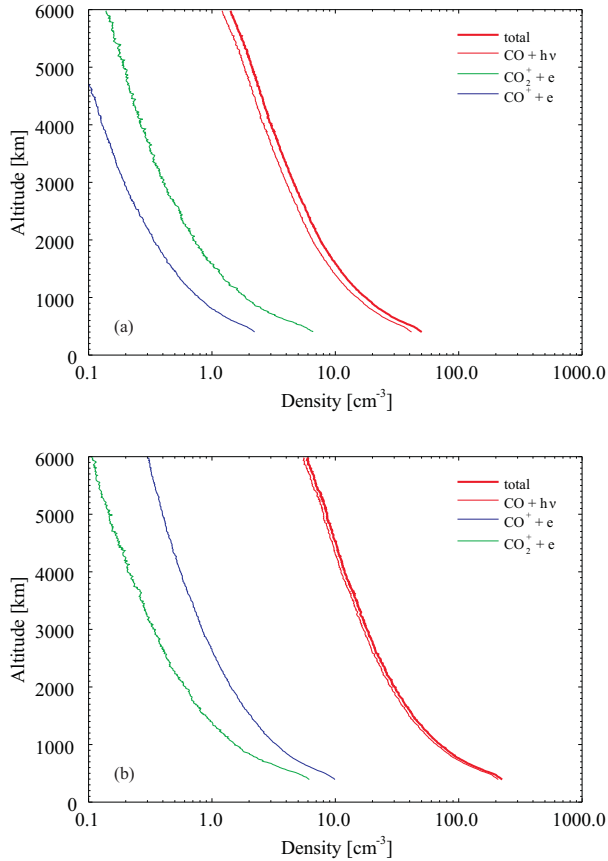 6000
5000
4000
3000
2000
1000
0
Altitude [km]
total
CO + hν
CO₂⁺ + e
CO⁺ + e
(a)
0.1 1.0 10.0 100.0 1000.0
Density [cm⁻³]
6000
5000
4000
3000
2000
1000
0
Altitude [km]
total
CO + hν
CO⁺ + e
CO₂⁺ + e
(b)
0.1 1.0 10.0 100.0 1000.0
Density [cm⁻³]